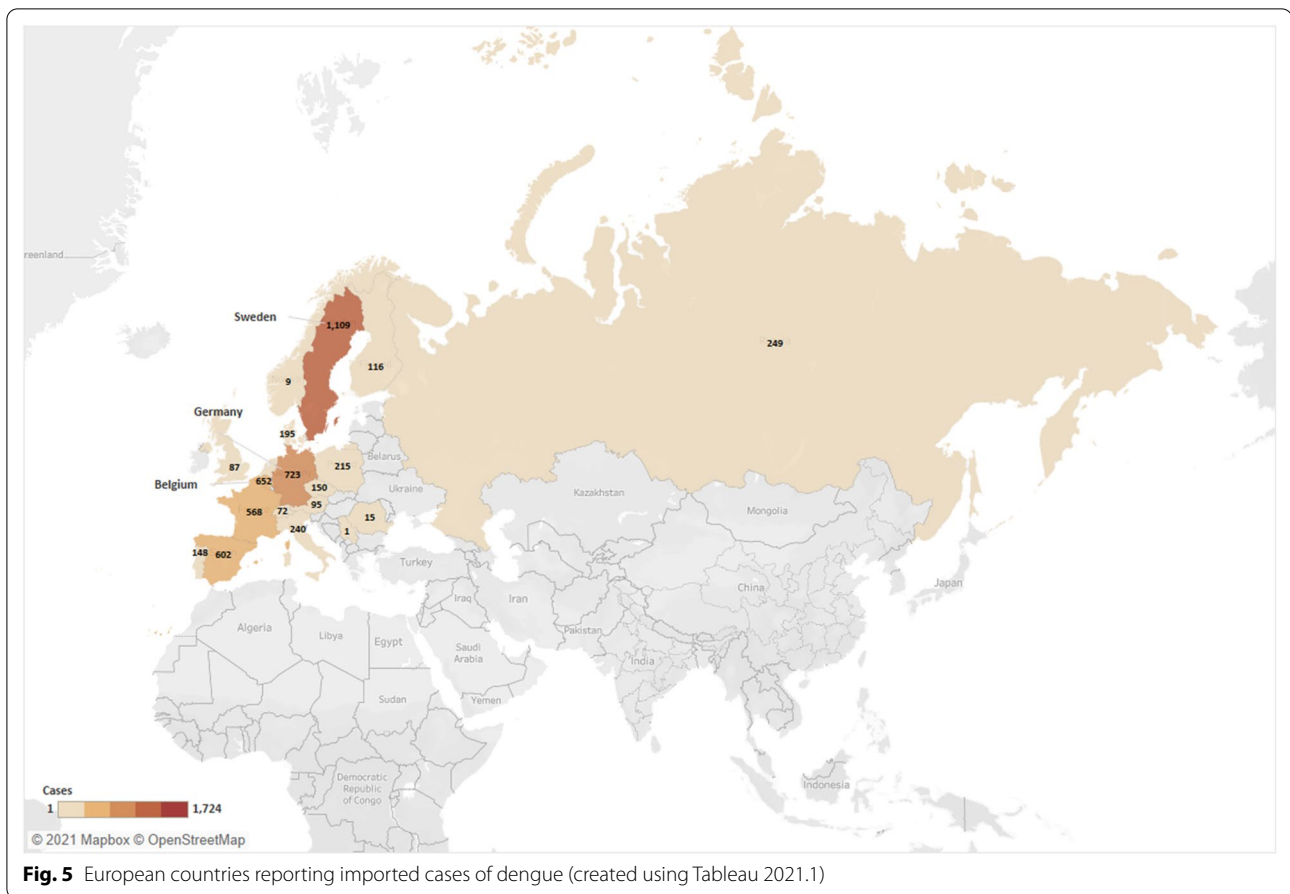 reenland
Sweden
1,109
249
9
116
Germany
195
87
215
Belarus
Belgium
652
723
150
Ukraine
Kazakhstan
568
72
95
Mongolia
240
1
15
148
602
Turkey
China
Japan
Iraq
Iran
Algeria
Libya
Egypt
Pakistan
Saudi
Arabia
India
Sudan
Yemen
Cases
1
1,724
Democratic
Republic
of Congo
Indonesia
© 2021 Mapbox © OpenStreetMap
Fig. 5 European countries reporting imported cases of dengue (created using Tableau 2021.1)